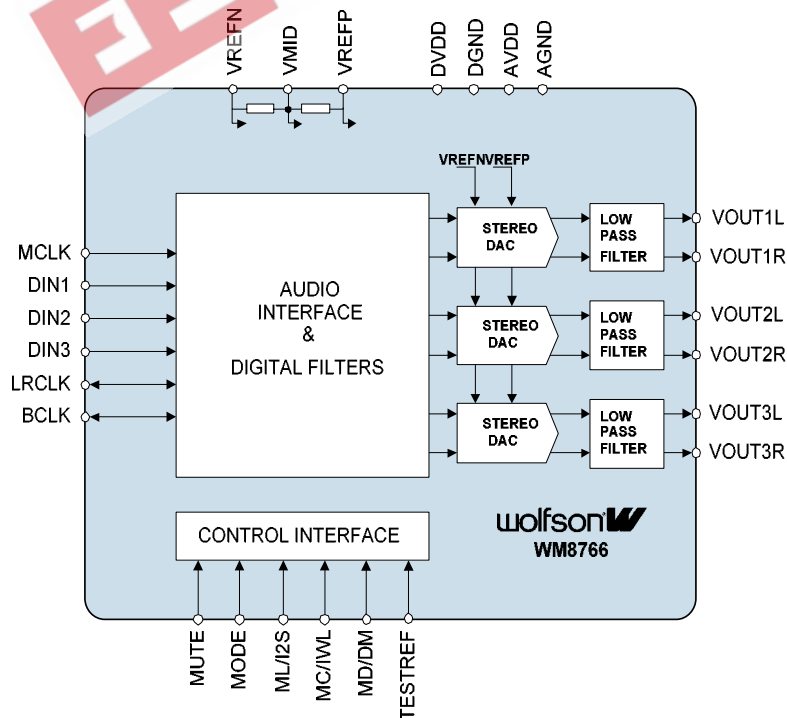 VREFN
VMID
VREFP
DVDD
DGND
AVDD
AGND
VREFNVREFP
MCLK
DIN1
DIN2
DIN3
LRCLK
BCLK
AUDIO
INTERFACE
&
DIGITAL FILTERS
STEREO
DAC
LOW
PASS
FILTER
VOUT1L
VOUT1R
STEREO
DAC
LOW
PASS
FILTER
VOUT2L
VOUT2R
STEREO
DAC
LOW
PASS
FILTER
VOUT3L
VOUT3R
CONTROL INTERFACE
wolfson
WM8766
MUTE
MODE
ML/I2S
MC/IWL
MD/DM
TESTREF